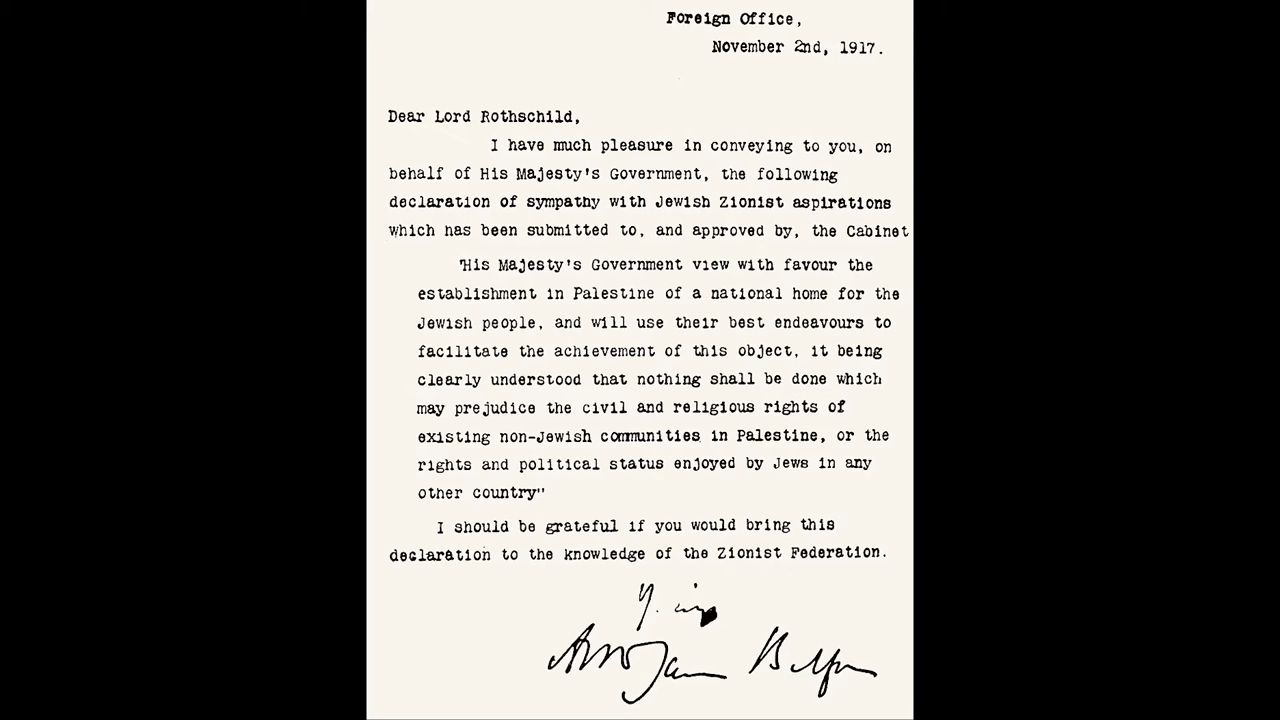 Foreign Office,
November 2nd, 1917.
Dear Lord Rothschild,
I have much pleasure in conveying to you, on
behalf of His Majesty's Government, the following
declaration of sympathy with Jewish Zionist aspirations
which has been submitted to, and approved by, the Cabinet
"His Majesty's Government view with favour the
establishment in Palestine of a national home for the
Jewish people, and will use their best endeavours to
facilitate the achievement of this object, it being
clearly understood that nothing shall be done which
may prejudice the civil and religious rights of
existing non-Jewish communities in Palestine, or the
rights and political status enjoyed by Jews in any
other country"
I should be grateful if you would bring this
declaration to the knowledge of the Zionist Federation.
Balfour